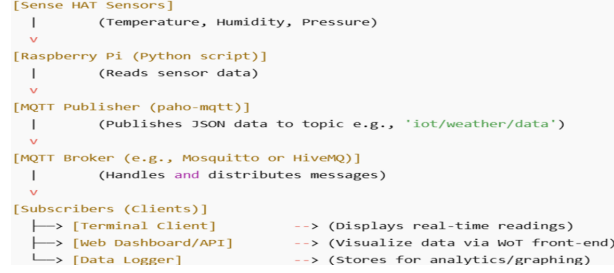 [Sense HAT Sensors]
| (Temperature, Humidity, Pressure)
v
[Raspberry Pi (Python script)]
| (Reads sensor data)
v
[MQTT Publisher (paho-mqtt)]
| (Publishes JSON data to topic e.g., 'iot/weather/data')
v
[MQTT Broker (e.g., Mosquitto or HiveMQ)]
| (Handles and distributes messages)
v
[Subscribers (Clients)]
├──> [Terminal Client] --> (Displays real-time readings)
├──> [Web Dashboard/API] --> (Visualize data via WoT front-end)
└──> [Data Logger] --> (Stores for analytics/graphing)